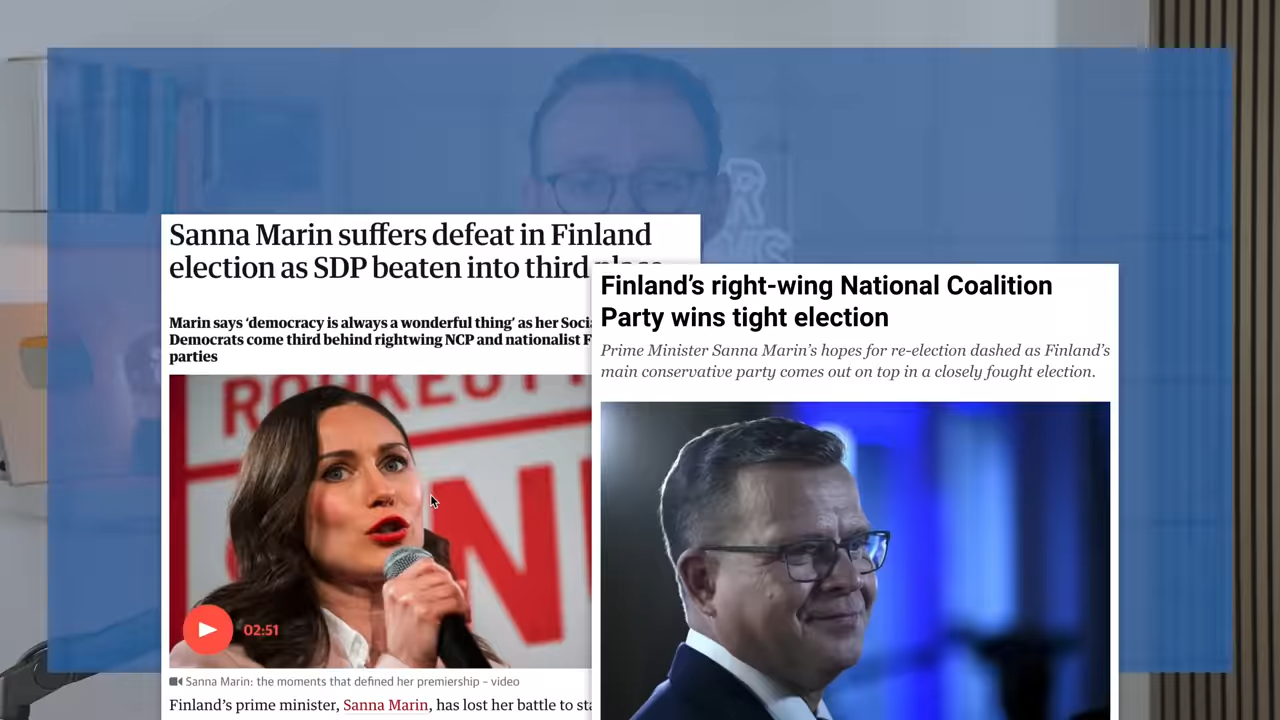 Sanna Marin suffers defeat in Finland
election as SDP beaten into third place
Marin says ‘democracy is always a wonderful thing’ as her
Democrats come third behind rightwing NCP and nationalist
parties
02:51
Sanna Marin: the moments that defined her premiership – video
Finland’s prime minister, Sanna Marin, has lost her battle to
Finland’s right-wing National Coalition
Party wins tight election
Prime Minister Sanna Marin’s hopes for re-election dashed as Finland’s
main conservative party comes out on top in a closely fought election.